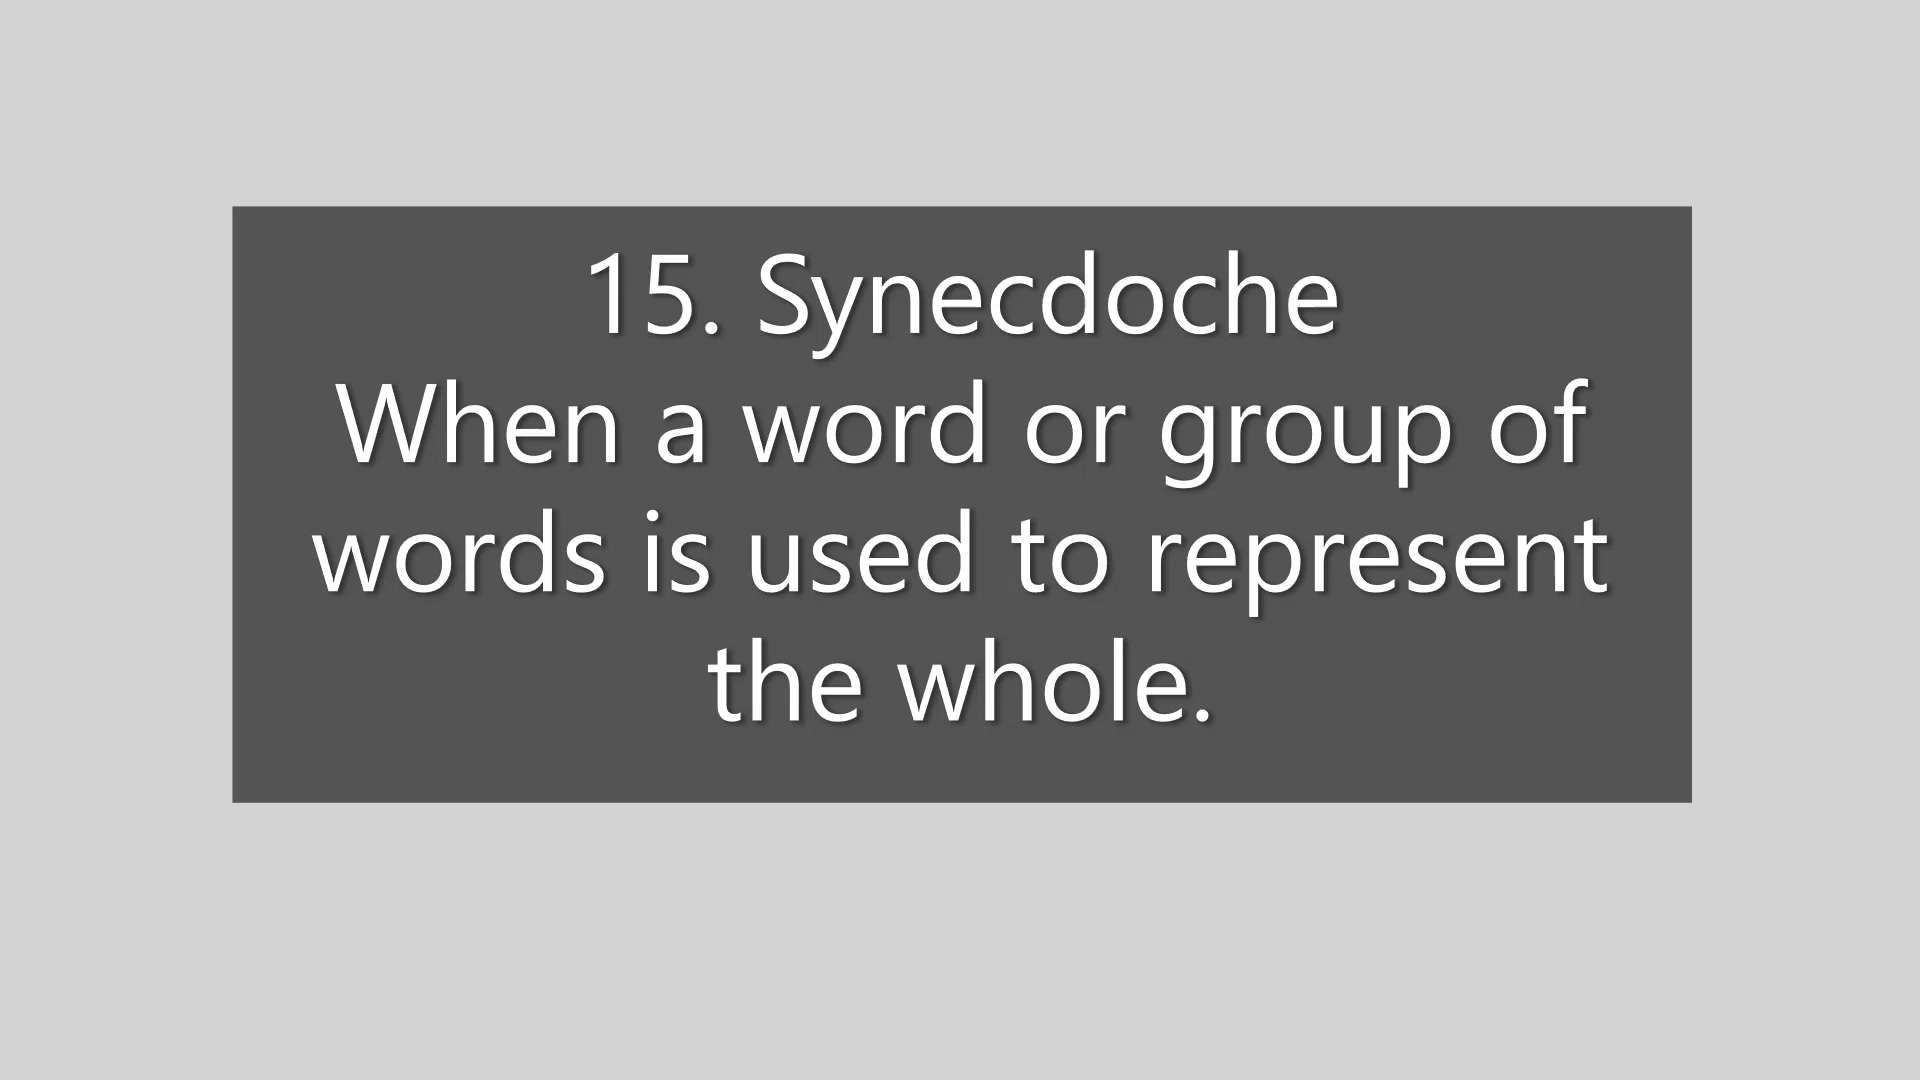 15. Synecdoche
When a word or group of
words is used to represent
the whole.